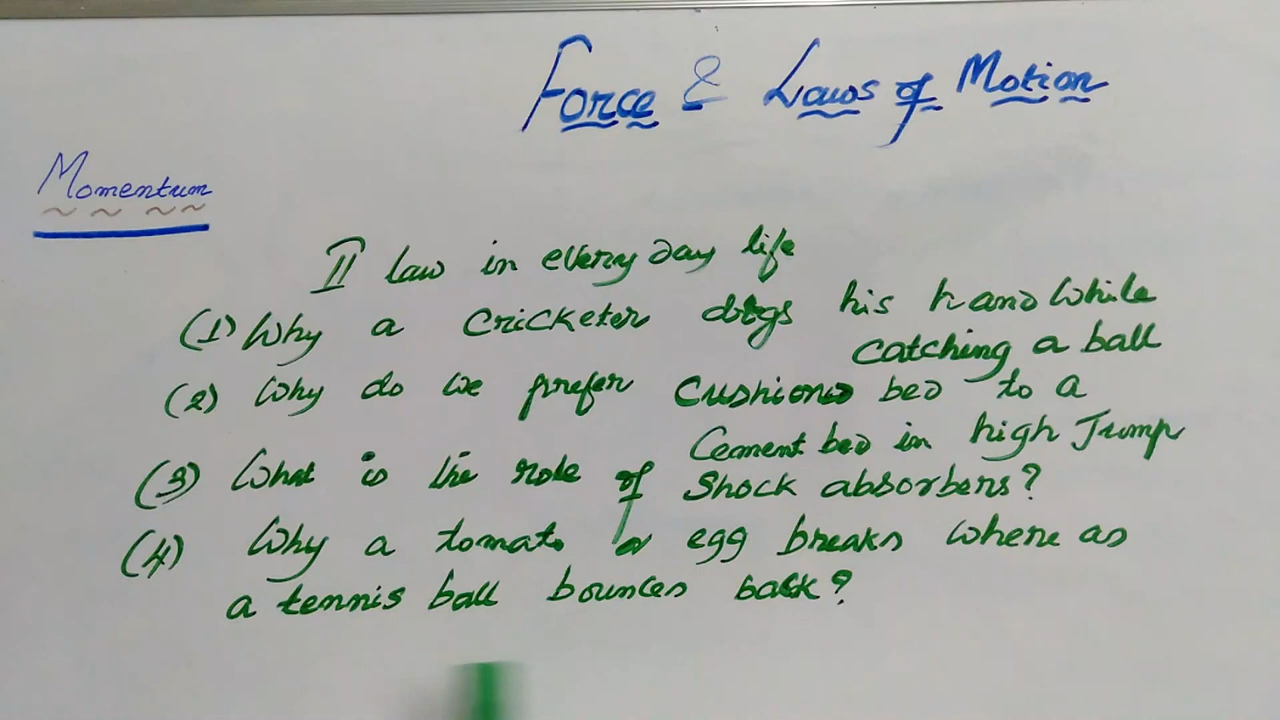 Force & Laws of Motion
Momentum
II law in every day life
(1) Why a cricketer digs his hand while
catching a ball
(2) Why do we prefer cushioned bed to a
Cement bed in high Jump
(3) What is the role of shock absorbers?
(4) Why a tomato or egg breaks where as
a tennis ball bounces back?